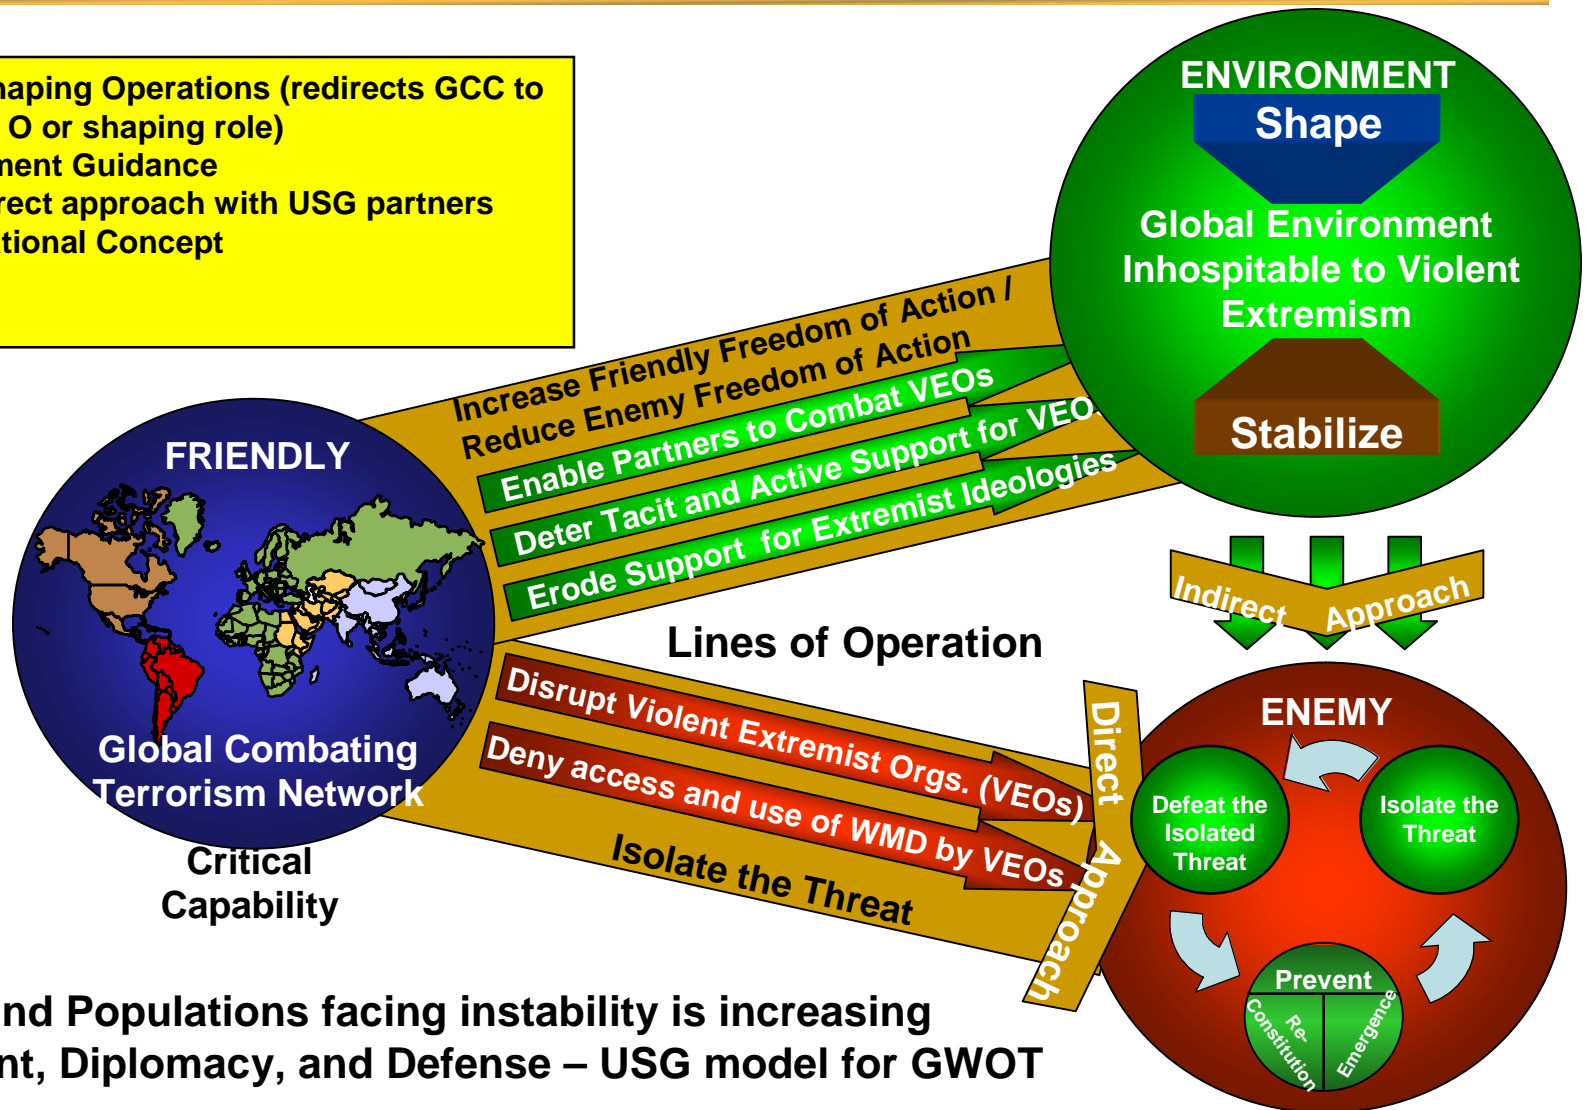 haping Operations (redirects GCC to
O or shaping role)
ment Guidance
rect approach with USG partners
ational Concept
ENVIRONMENT
Shape
Global Environment
Inhospitable to Violent
Extremism
Stabilize
Increase Friendly Freedom of Action /
Reduce Enemy Freedom of Action
Enable Partners to Combat VEOs
Deter Tacit and Active Support for VEOs
Erode Support for Extremist Ideologies
FRIENDLY
Global Combating
Terrorism Network
Critical
Capability
Lines of Operation
Indirect Approach
Disrupt Violent Extremist Orgs. (VEOs)
Deny access and use of WMD by VEOs
Isolate the Threat
Direct Approach
ENEMY
Defeat the
Isolated
Threat
Isolate the
Threat
Prevent
Re-
Constitution
Emergence
nd Populations facing instability is increasing
nt, Diplomacy, and Defense – USG model for GWOT